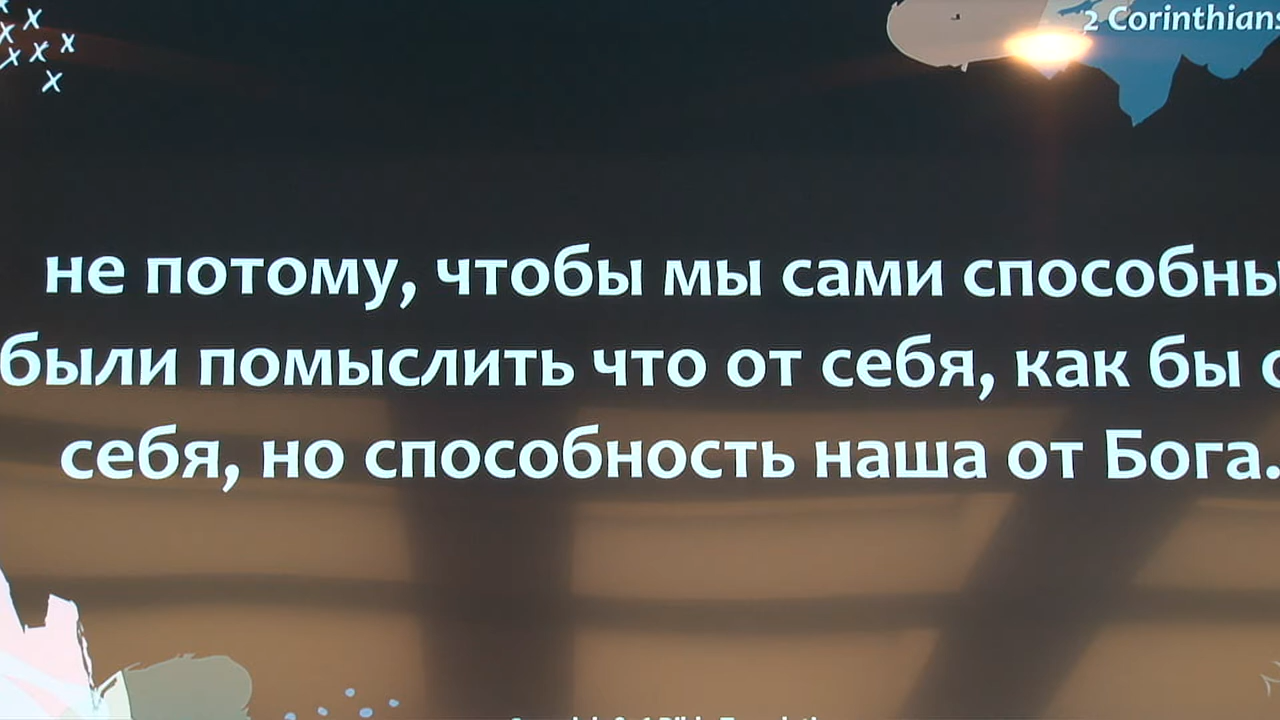 2 Corinthians
не потому, чтобы мы сами способны
были помыслить что от себя, как бы с
себя, но способность наша от Бога.